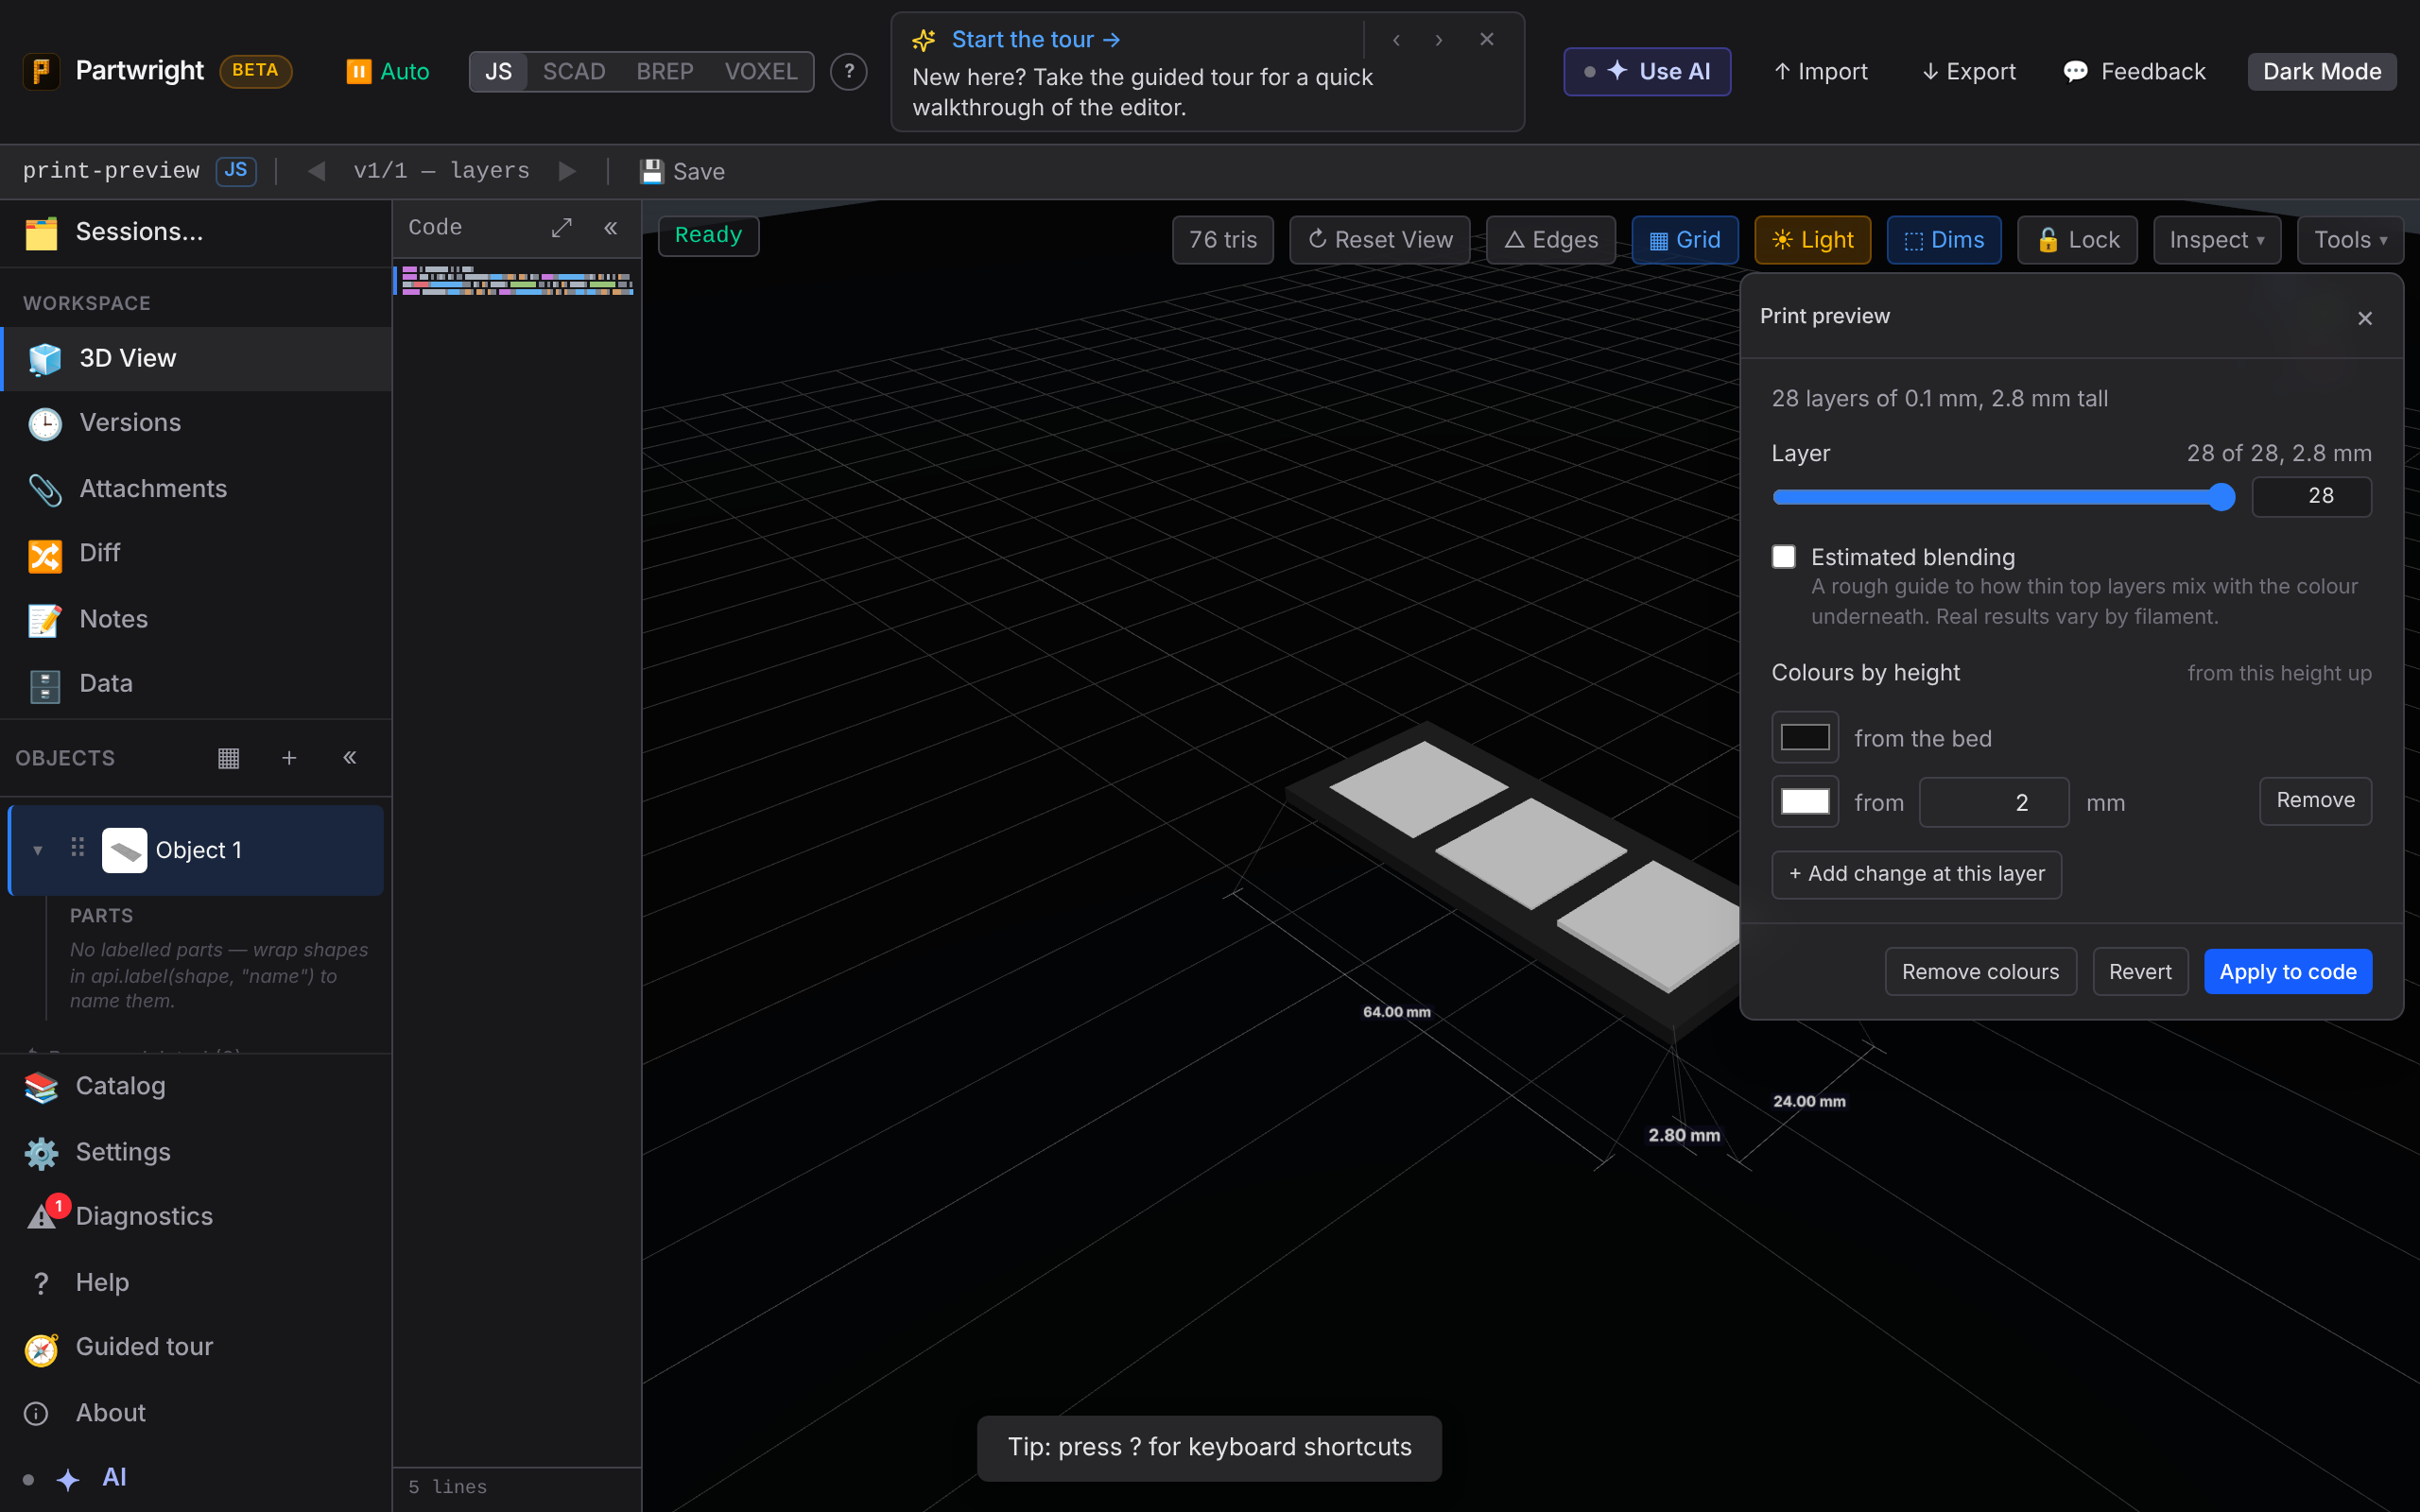 Partwright BETA
Auto
JS SCAD BREP VOXEL ?
Start the tour →
New here? Take the guided tour for a quick
walkthrough of the editor.
Use AI
↑ Import
↓ Export
Feedback
Dark Mode
print-preview JS
v1/1 — layers
Save
Sessions...
WORKSPACE
3D View
Versions
Attachments
Diff
Notes
Data
OBJECTS
Object 1
PARTS
No labelled parts — wrap shapes
in api.label(shape, "name") to
name them.
Catalog
Settings
1
Diagnostics
? Help
Guided tour
About
AI
Code
5 lines
Ready
76 tris
Reset View
Edges
Grid
Light
Dims
Lock
Inspect
Tools
Print preview
28 layers of 0.1 mm, 2.8 mm tall
Layer 28 of 28, 2.8 mm
28
Estimated blending
A rough guide to how thin top layers mix with the colour
underneath. Real results vary by filament.
Colours by height from this height up
from the bed
from 2 mm Remove
+ Add change at this layer
Remove colours Revert Apply to code
64.00 mm
24.00 mm
2.80 mm
Tip: press ? for keyboard shortcuts